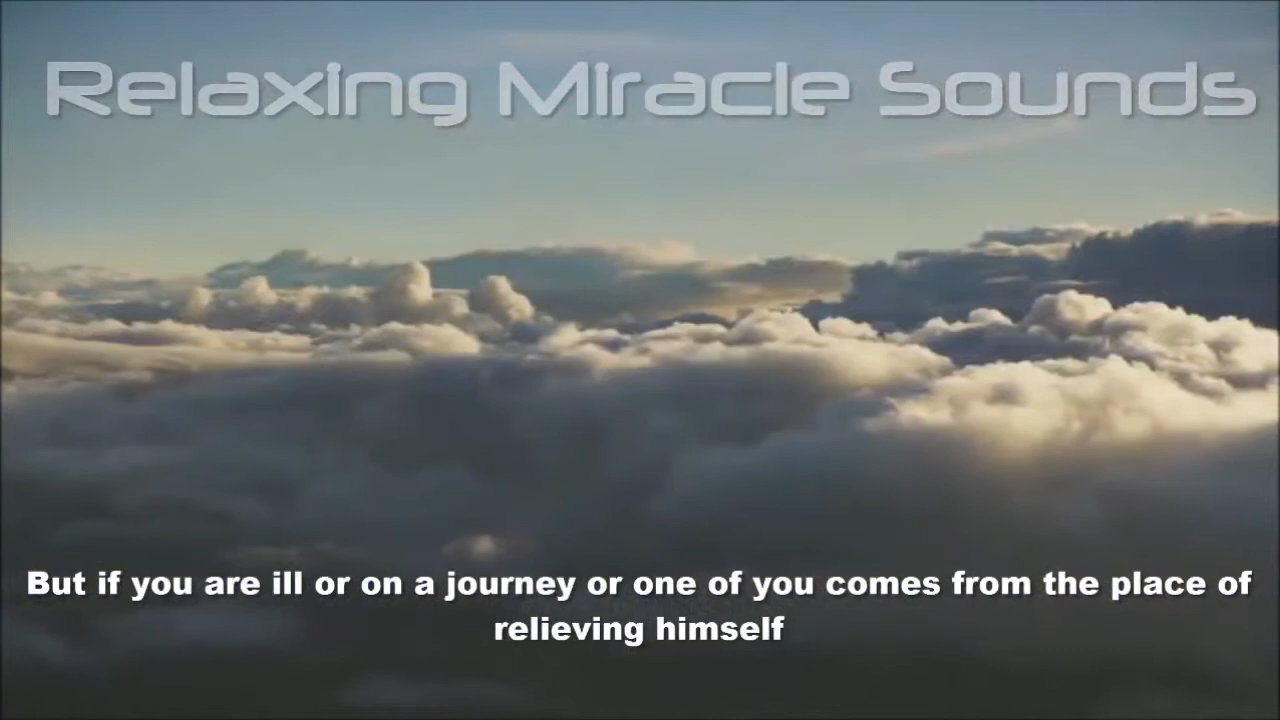 Relaxing Miracle Sounds
But if you are ill or on a journey or one of you comes from the place of
relieving himself